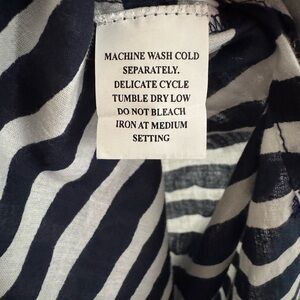 MACHINE WASH COLD
SEPARATELY.
DELICATE CYCLE
TUMBLE DRY LOW
DO NOT BLEACH
IRON AT MEDIUM
SETTING